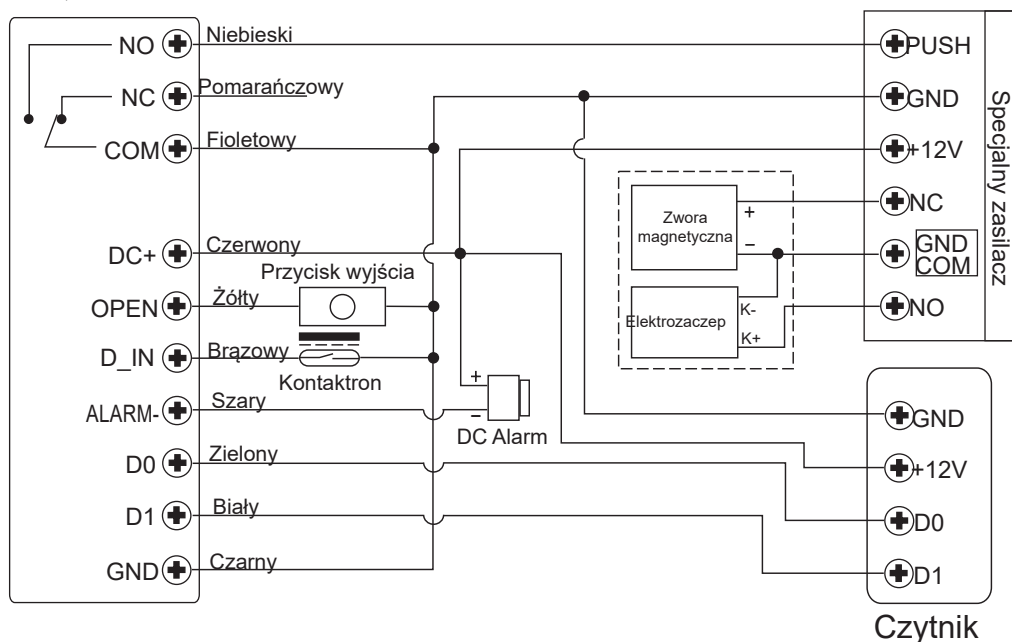 NO
Niebieski
NC
Pomarańczowy
COM
Fioletowy
DC+
Czerwony
Przycisk wyjścia
OPEN
Żółty
D_IN
Brązowy
Kontaktron
ALARM-
Szary
+
−
DC Alarm
D0
Zielony
D1
Biały
GND
Czarny
Zwora
magnetyczna
+
−
Elektrozaczep
K-
K+
PUSH
GND
+12V
NC
GND
COM
NO
Specjalny zasilacz
GND
+12V
D0
D1
Czytnik